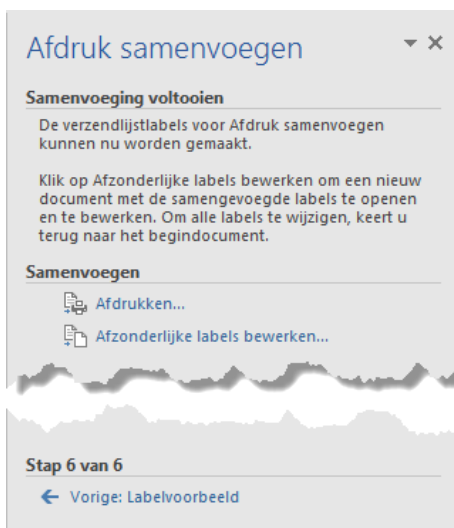 Afdruk samenvoegen
Samenvoeging voltooien
De verzendlijstlabels voor Afdruk samenvoegen
kunnen nu worden gemaakt.
Klik op Afzonderlijke labels bewerken om een nieuw
document met de samengevoegde labels te openen
en te bewerken. Om alle labels te wijzigen, keert u
terug naar het begindocument.
Samenvoegen
Afdrukken...
Afzonderlijke labels bewerken...
Stap 6 van 6
Vorige: Labelvoorbeeld